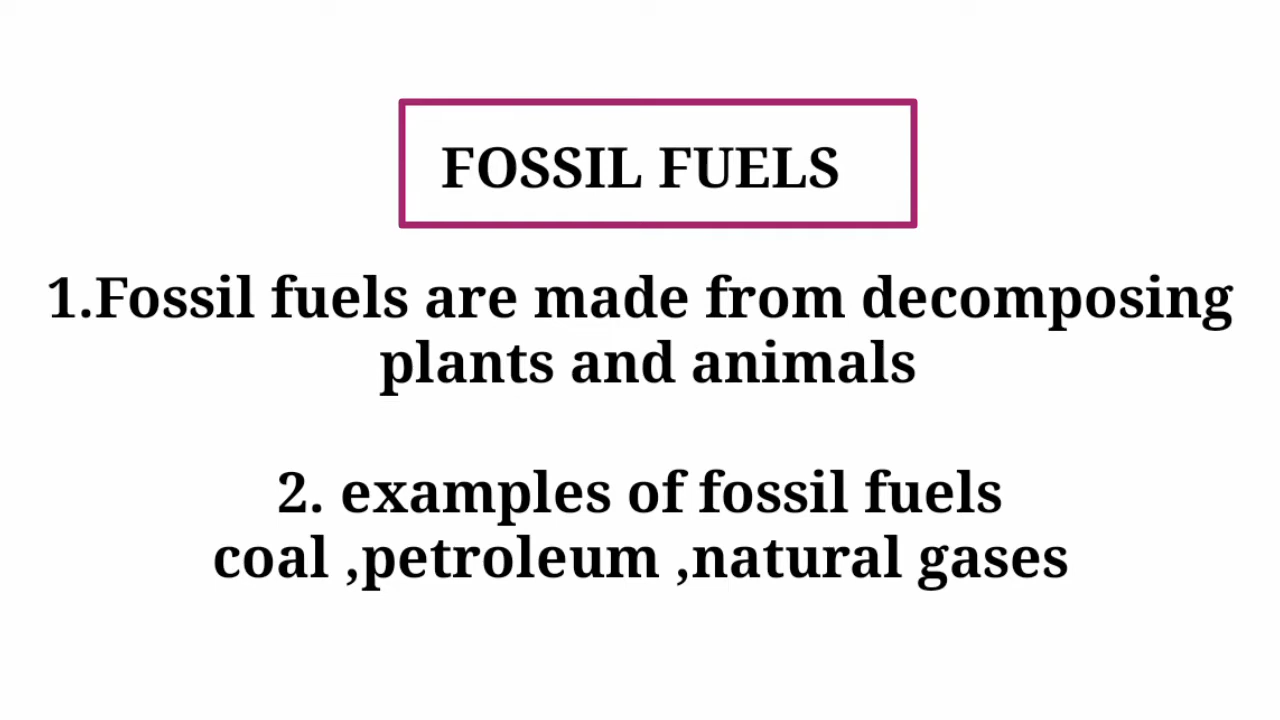 FOSSIL FUELS
1.Fossil fuels are made from decomposing
plants and animals
2. examples of fossil fuels
coal ,petroleum ,natural gases